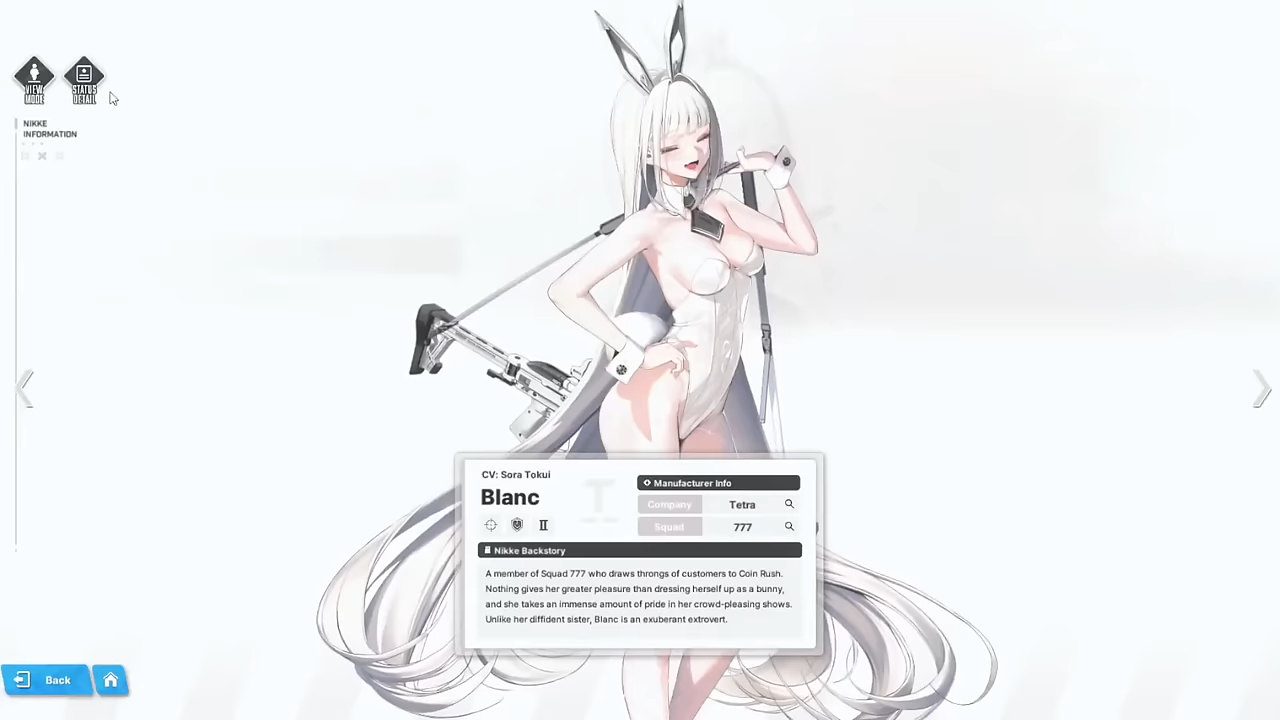 VIEW
MODE
STATUS
DETAIL
NIKKE
INFORMATION
CV: Sora Tokui
Blanc
II
Manufacturer Info
Company
Tetra
Squad
777
Nikke Backstory
A member of Squad 777 who draws throngs of customers to Coin Rush.
Nothing gives her greater pleasure than dressing herself up as a bunny,
and she takes an immense amount of pride in her crowd-pleasing shows.
Unlike her diffident sister, Blanc is an exuberant extrovert.
Back